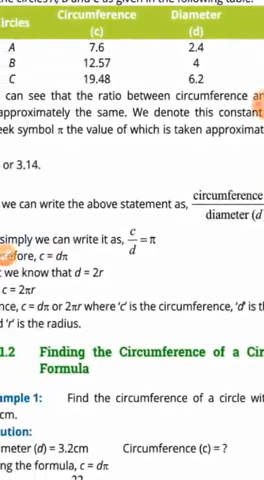 the circles A, B and C as given in the following table.
ircles Circumference (c) Diameter (d)
A 7.6 2.4
B 12.57 4
C 19.48 6.2
can see that the ratio between circumference an
approximately the same. We denote this constant
eek symbol π the value of which is taken approximat
or 3.14.
we can write the above statement as, circumference / diameter (d
simply we can write it as, c/d = π
efore, c = dπ
we know that d = 2r
c = 2πr
nce, c = dπ or 2πr where 'c' is the circumference, 'd' is th
d 'r' is the radius.
1.2 Finding the Circumference of a Cir
Formula
ample 1: Find the circumference of a circle wit
cm.
ution:
meter (d) = 3.2cm Circumference (c) = ?
ng the formula, c = dπ
22